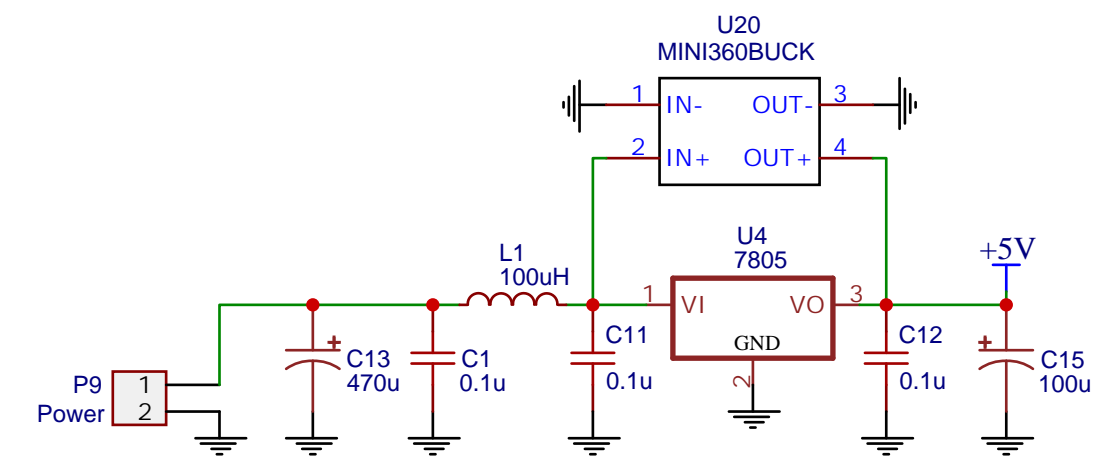 U20
MINI360BUCK
1 IN- OUT- 3
2 IN+ OUT+ 4
U4
7805
+5V
L1
100uH
1 VI VO 3
GND
2
C13
470u
C1
0.1u
C11
0.1u
C12
0.1u
C15
100u
P9
Power
1
2